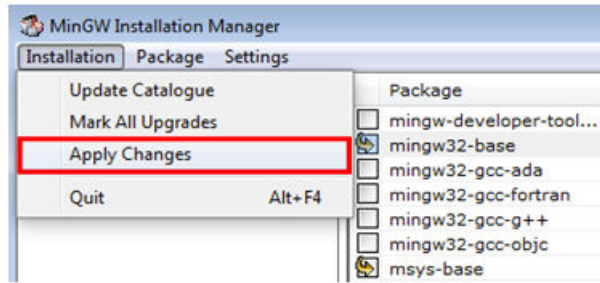 MinGW Installation Manager
Installation Package Settings
Update Catalogue
Mark All Upgrades
Apply Changes
Quit Alt+F4
Package
mingw-developer-tool...
mingw32-base
mingw32-gcc-ada
mingw32-gcc-fortran
mingw32-gcc-g++
mingw32-gcc-objc
msys-base